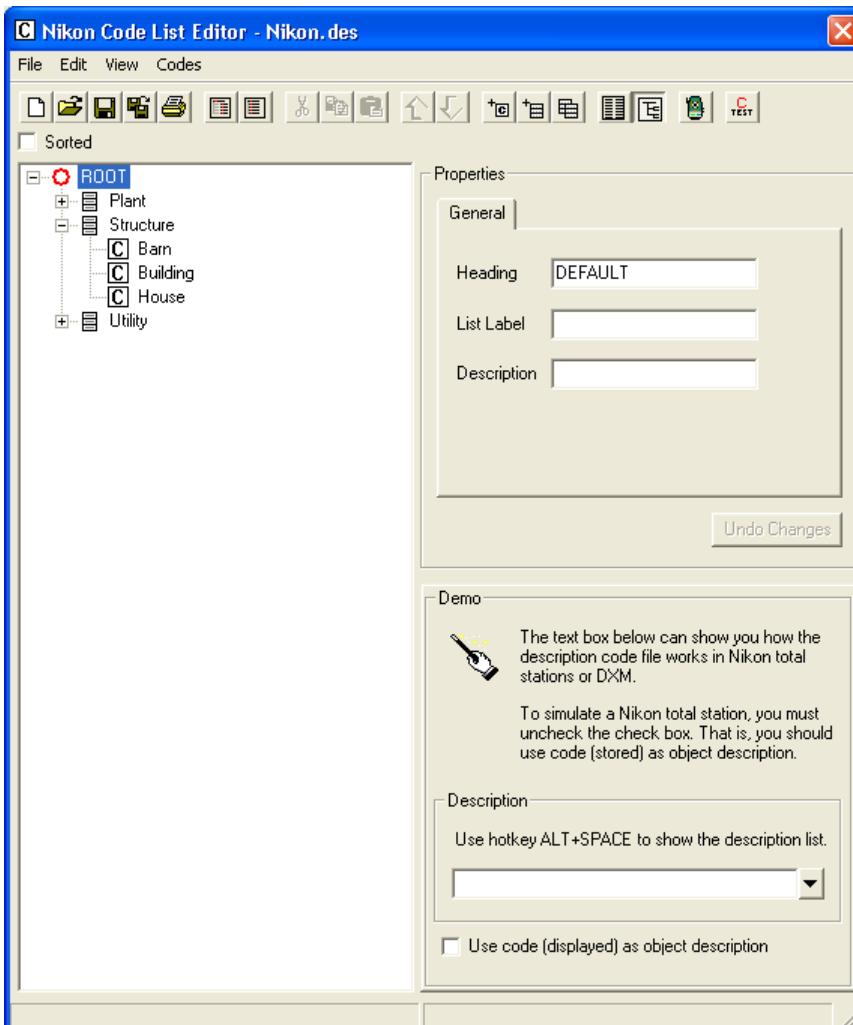 C Nikon Code List Editor - Nikon.des
File Edit View Codes
C TEST
Sorted
ROOT
Plant
Structure
C Barn
C Building
C House
Utility
Properties
General
Heading DEFAULT
List Label
Description
Undo Changes
Demo
The text box below can show you how the
description code file works in Nikon total
stations or DXM.
To simulate a Nikon total station, you must
uncheck the check box. That is, you should
use code (stored) as object description.
Description
Use hotkey ALT+SPACE to show the description list.
Use code (displayed) as object description